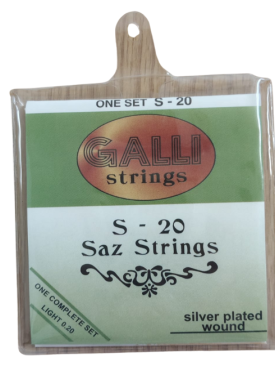 ONE SET S - 20
GALLI
strings
S - 20
Saz Strings
ONE COMPLETE SET
LIGHT 0.20
silver plated
wound